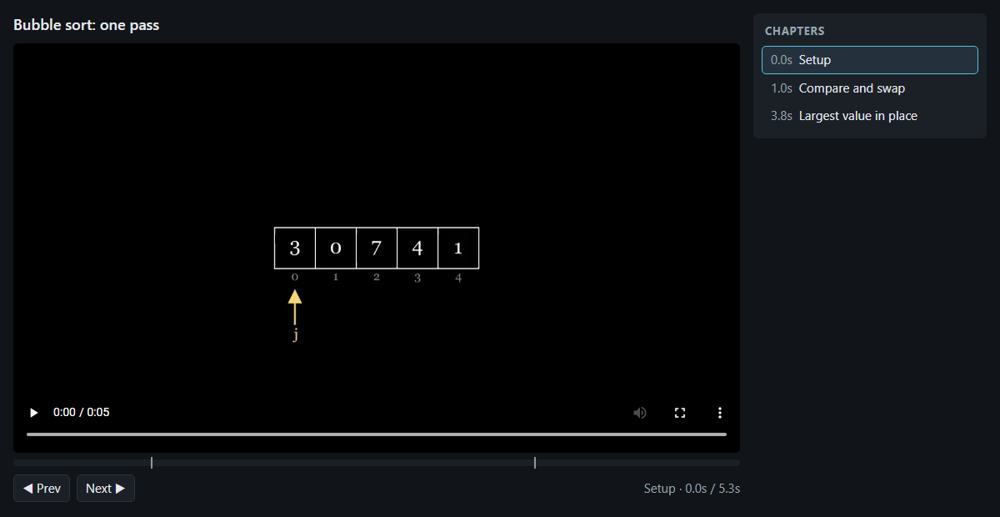 Bubble sort: one pass
3 0 7 4 1
0 1 2 3 4
j
0:00 / 0:05
◀ Prev Next ▶ Setup · 0.0s / 5.3s
CHAPTERS
0.0s Setup
1.0s Compare and swap
3.8s Largest value in place